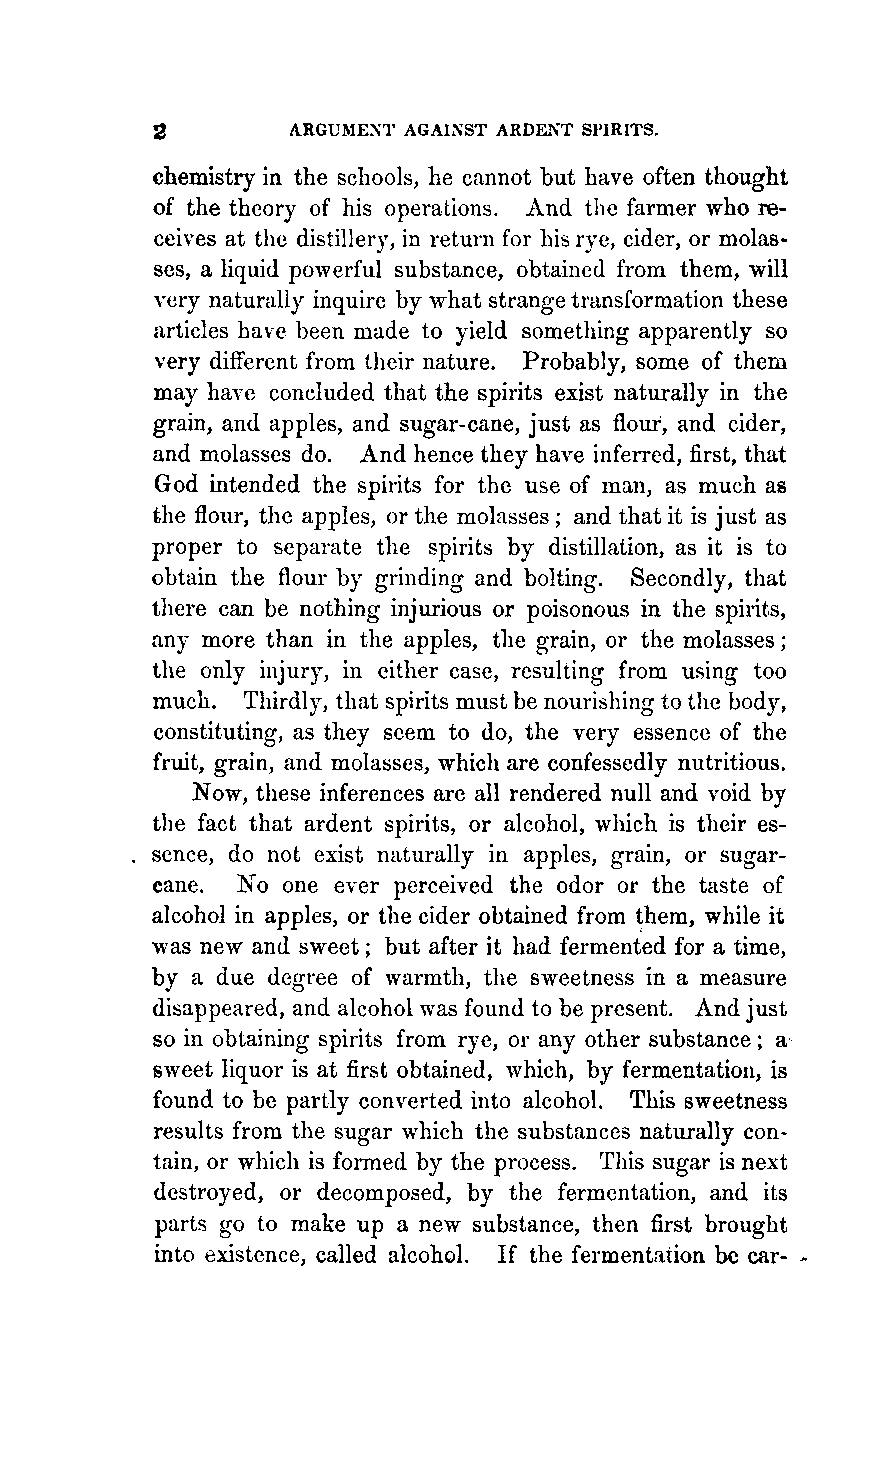 2 ARGUMENT AGAINST ARDENT SPIRITS.
chemistry in the schools, he cannot but have often thought
of the theory of his operations. And the farmer who re-
ceives at the distillery, in return for his rye, cider, or molas-
ses, a liquid powerful substance, obtained from them, will
very naturally inquire by what strange transformation these
articles have been made to yield something apparently so
very different from their nature. Probably, some of them
may have concluded that the spirits exist naturally in the
grain, and apples, and sugar-cane, just as flour, and cider,
and molasses do. And hence they have inferred, first, that
God intended the spirits for the use of man, as much as
the flour, the apples, or the molasses; and that it is just as
proper to separate the spirits by distillation, as it is to
obtain the flour by grinding and bolting. Secondly, that
there can be nothing injurious or poisonous in the spirits,
any more than in the apples, the grain, or the molasses;
the only injury, in either case, resulting from using too
much. Thirdly, that spirits must be nourishing to the body,
constituting, as they seem to do, the very essence of the
fruit, grain, and molasses, which are confessedly nutritious.
Now, these inferences are all rendered null and void by
the fact that ardent spirits, or alcohol, which is their es-
sence, do not exist naturally in apples, grain, or sugar-
cane. No one ever perceived the odor or the taste of
alcohol in apples, or the cider obtained from them, while it
was new and sweet; but after it had fermented for a time,
by a due degree of warmth, the sweetness in a measure
disappeared, and alcohol was found to be present. And just
so in obtaining spirits from rye, or any other substance; a
sweet liquor is at first obtained, which, by fermentation, is
found to be partly converted into alcohol. This sweetness
results from the sugar which the substances naturally con-
tain, or which is formed by the process. This sugar is next
destroyed, or decomposed, by the fermentation, and its
parts go to make up a new substance, then first brought
into existence, called alcohol. If the fermentation be car-